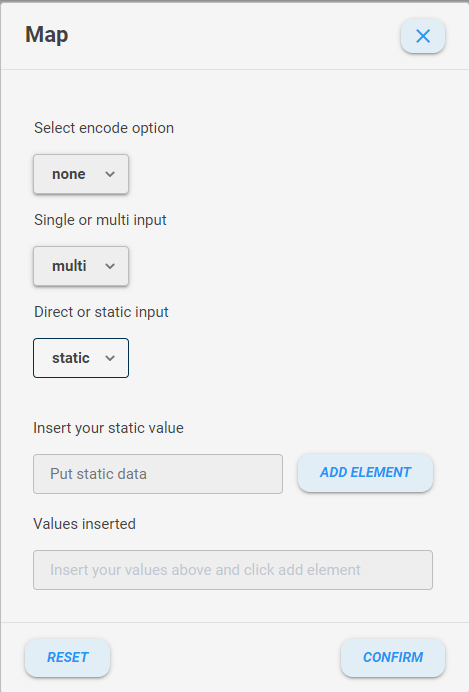 Map
Select encode option
none
Single or multi input
multi
Direct or static input
static
Insert your static value
Put static data
ADD ELEMENT
Values inserted
Insert your values above and click add element
RESET
CONFIRM